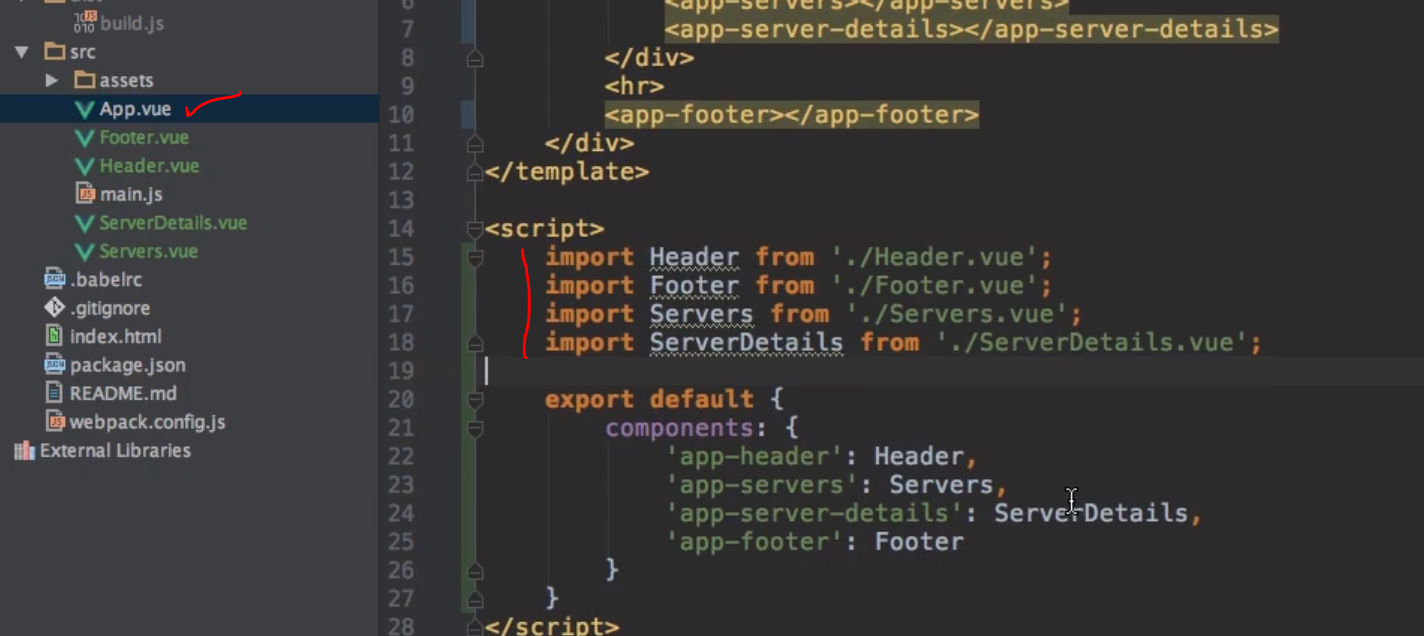 build.js
src
assets
App.vue
Footer.vue
Header.vue
main.js
ServerDetails.vue
Servers.vue
.babelrc
.gitignore
index.html
package.json
README.md
webpack.config.js
External Libraries
<app-servers></app-servers>
7 <app-server-details></app-server-details>
8 </div>
9 <hr>
10 <app-footer></app-footer>
11 </div>
12 </template>
13
14 <script>
15 import Header from './Header.vue';
16 import Footer from './Footer.vue';
17 import Servers from './Servers.vue';
18 import ServerDetails from './ServerDetails.vue';
19
20 export default {
21 components: {
22 'app-header': Header,
23 'app-servers': Servers,
24 'app-server-details': ServerDetails,
25 'app-footer': Footer
26 }
27 }
28 </script>